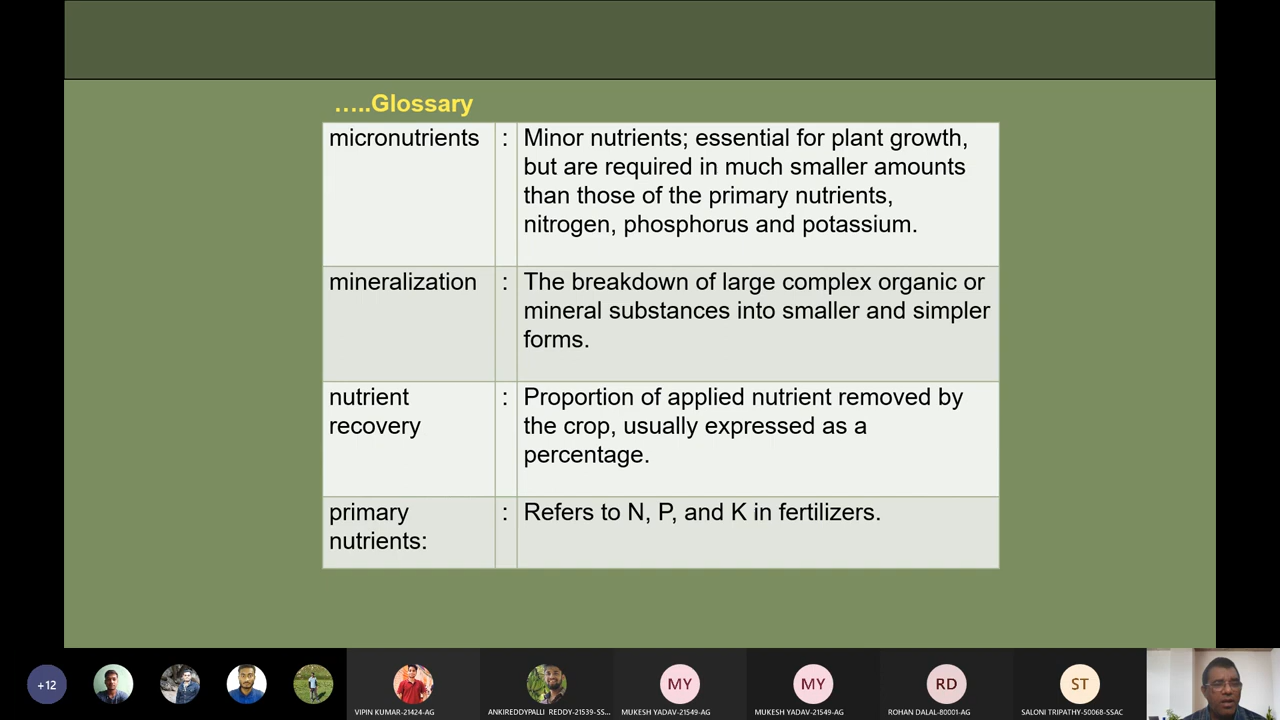 …..Glossary
micronutrients : Minor nutrients; essential for plant growth,
but are required in much smaller amounts
than those of the primary nutrients,
nitrogen, phosphorus and potassium.
mineralization : The breakdown of large complex organic or
mineral substances into smaller and simpler
forms.
nutrient : Proportion of applied nutrient removed by
recovery the crop, usually expressed as a
percentage.
primary : Refers to N, P, and K in fertilizers.
nutrients:
+12
MY MY RD ST
VIPIN KUMAR-21424-AG ANKIREDDYPALLI REDDY-21539-SS... MUKESH YADAV-21549-AG MUKESH YADAV-21549-AG ROHAN DALAL-80001-AG SALONI TRIPATHY-50068-SSAC